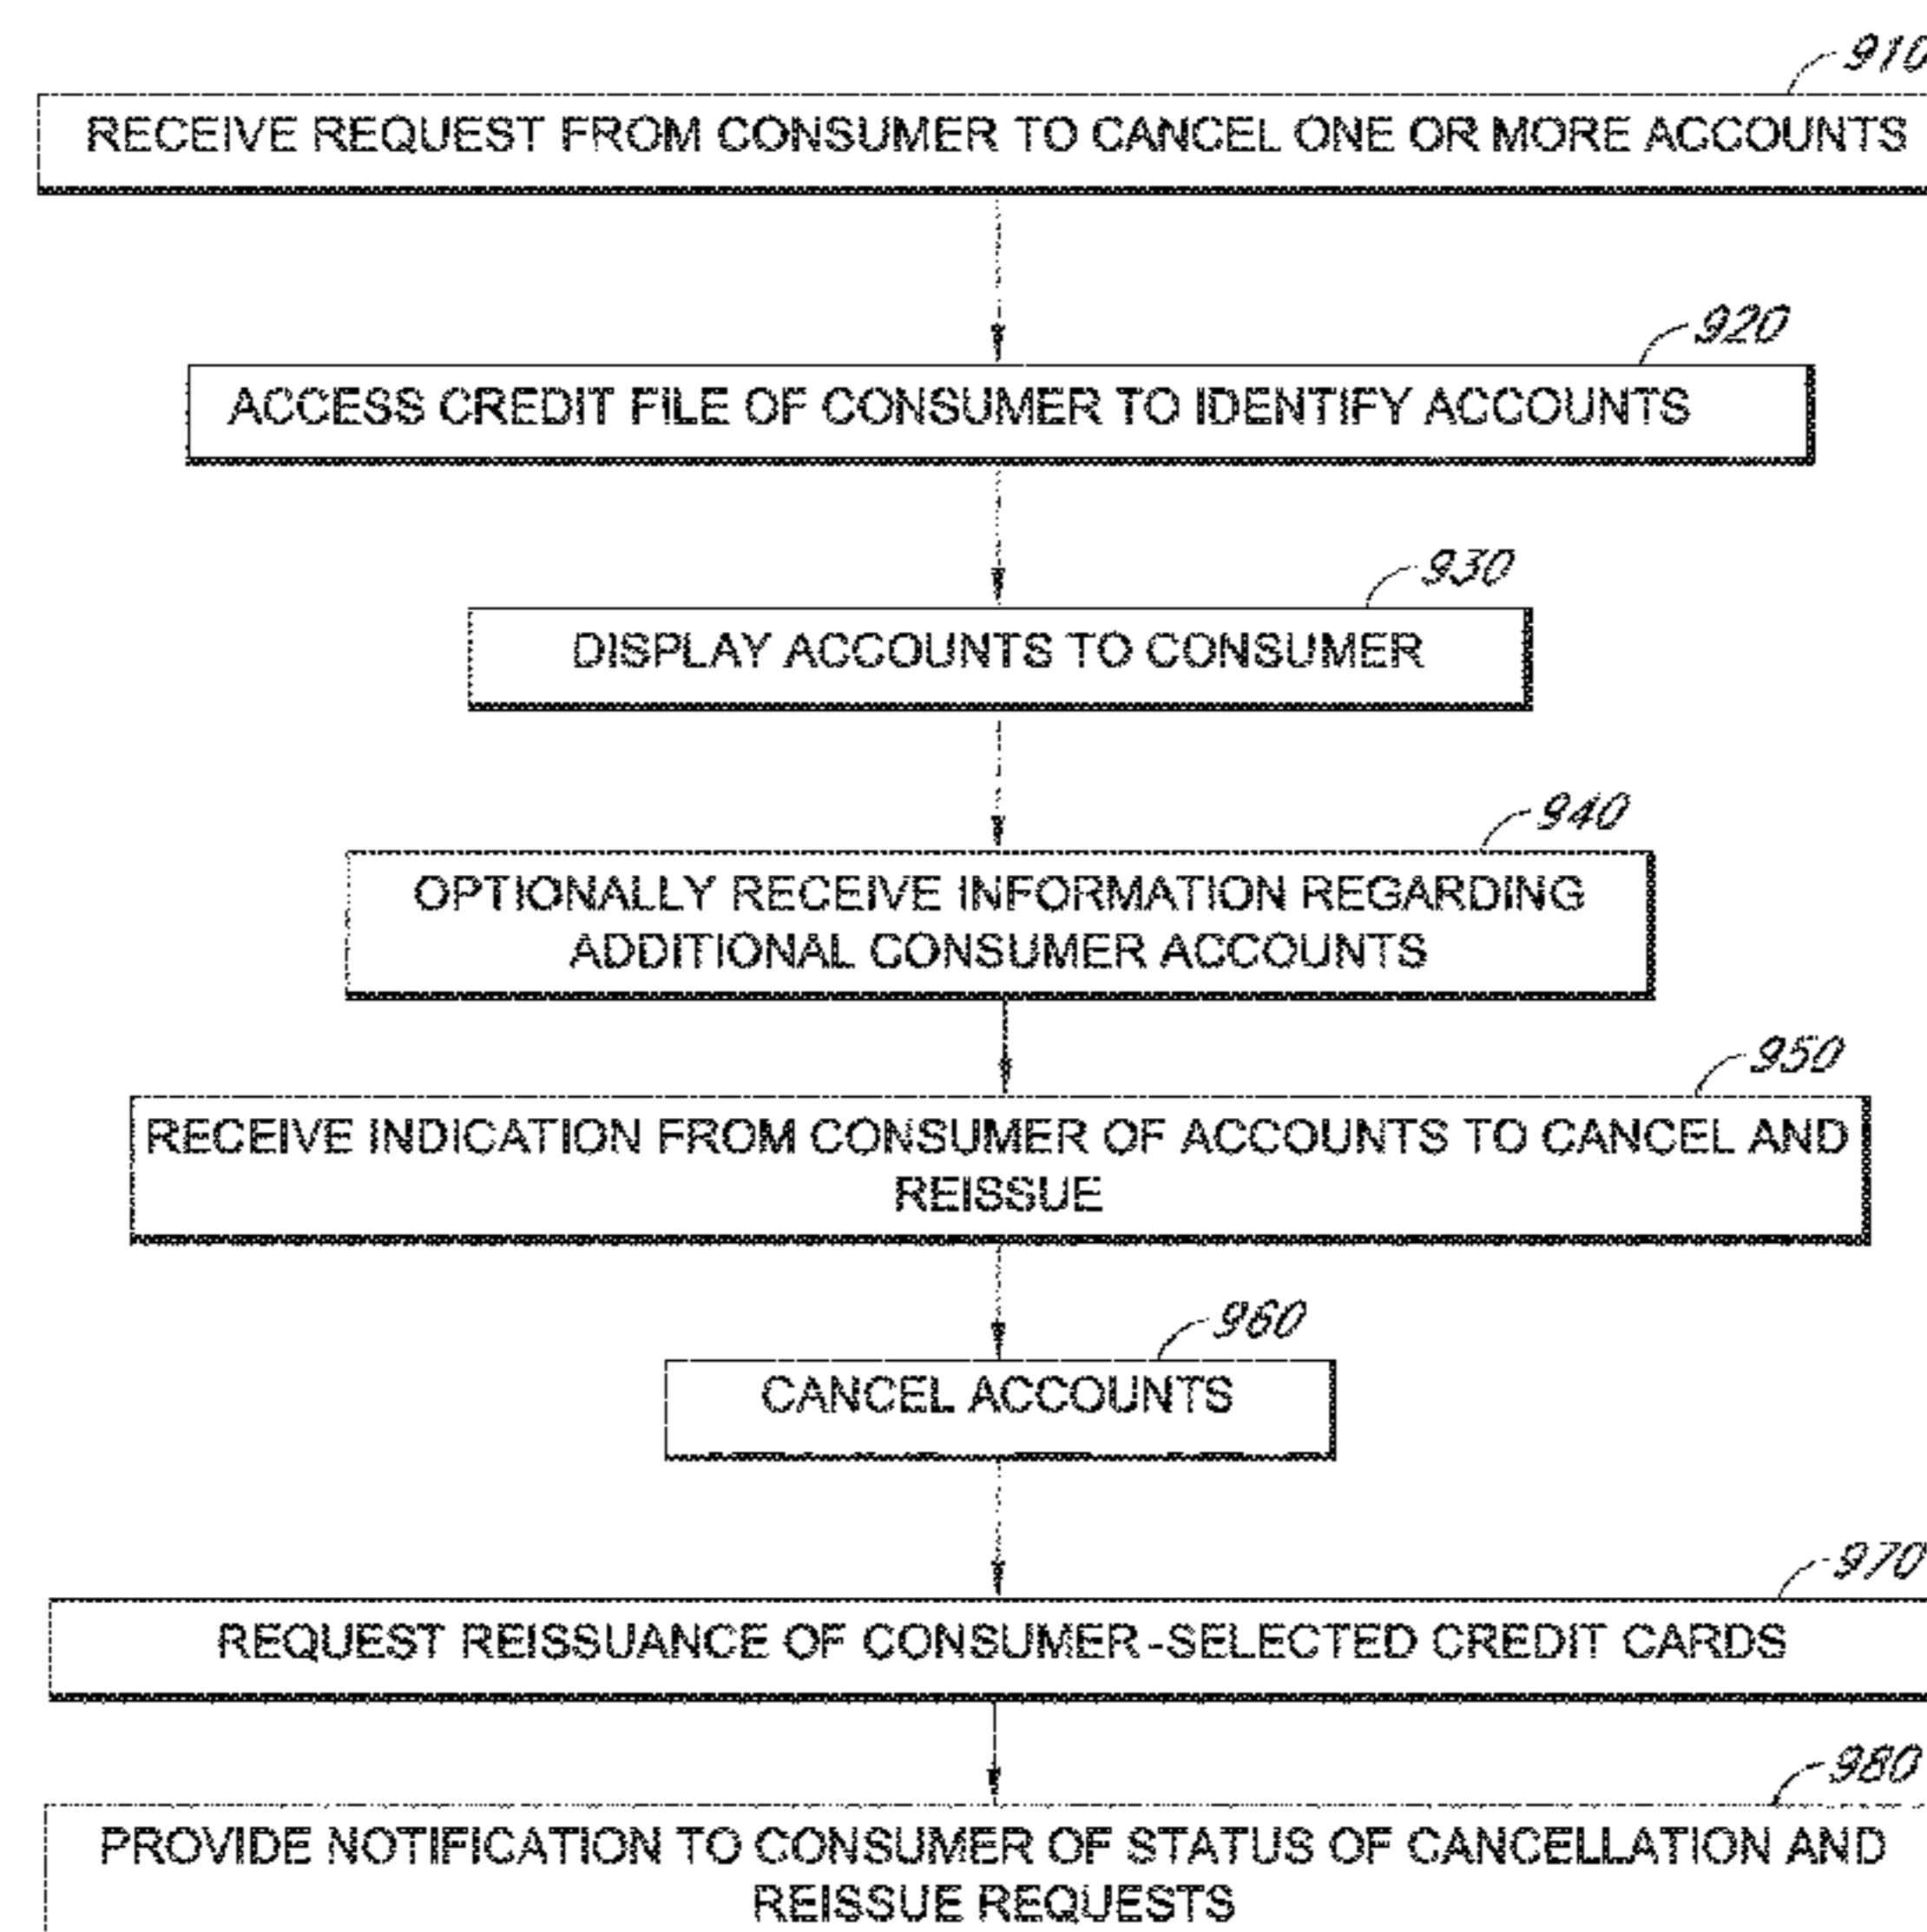 910
RECEIVE REQUEST FROM CONSUMER TO CANCEL ONE OR MORE ACCOUNTS
920
ACCESS CREDIT FILE OF CONSUMER TO IDENTIFY ACCOUNTS
930
DISPLAY ACCOUNTS TO CONSUMER
940
OPTIONALLY RECEIVE INFORMATION REGARDING
ADDITIONAL CONSUMER ACCOUNTS
950
RECEIVE INDICATION FROM CONSUMER OF ACCOUNTS TO CANCEL AND
REISSUE
960
CANCEL ACCOUNTS
970
REQUEST REISSUANCE OF CONSUMER-SELECTED CREDIT CARDS
980
PROVIDE NOTIFICATION TO CONSUMER OF STATUS OF CANCELLATION AND
REISSUE REQUESTS